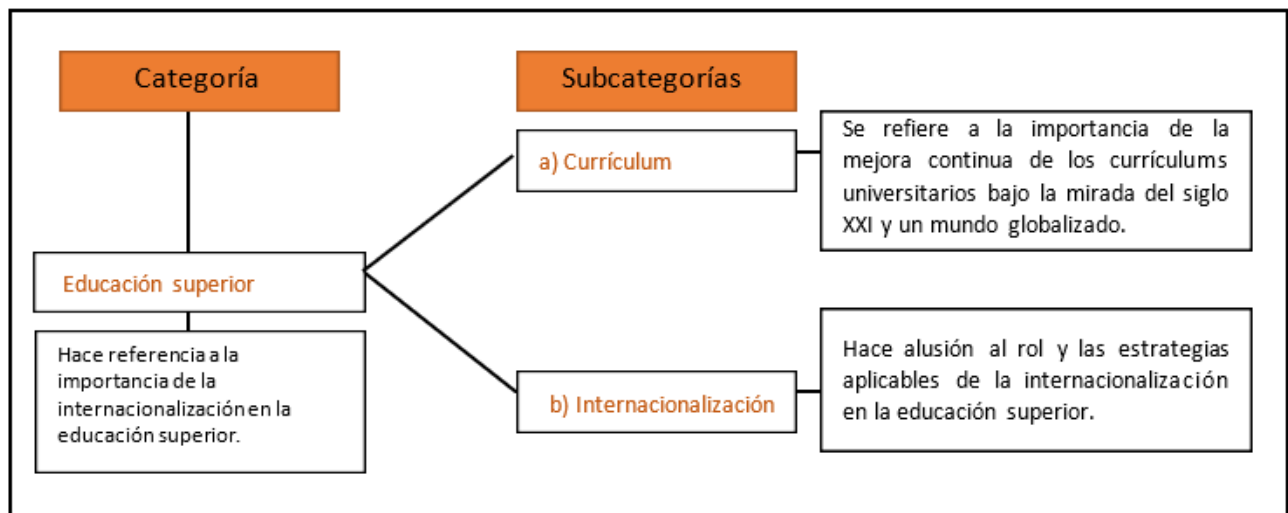 Categoría
Subcategorías
a) Currículum
Se refiere a la importancia de la
mejora continua de los currículums
universitarios bajo la mirada del siglo
XXI y un mundo globalizado.
Educación superior
Hace referencia a la
importancia de la
internacionalización en la
educación superior.
b) Internacionalización
Hace alusión al rol y las estrategias
aplicables de la internacionalización
en la educación superior.